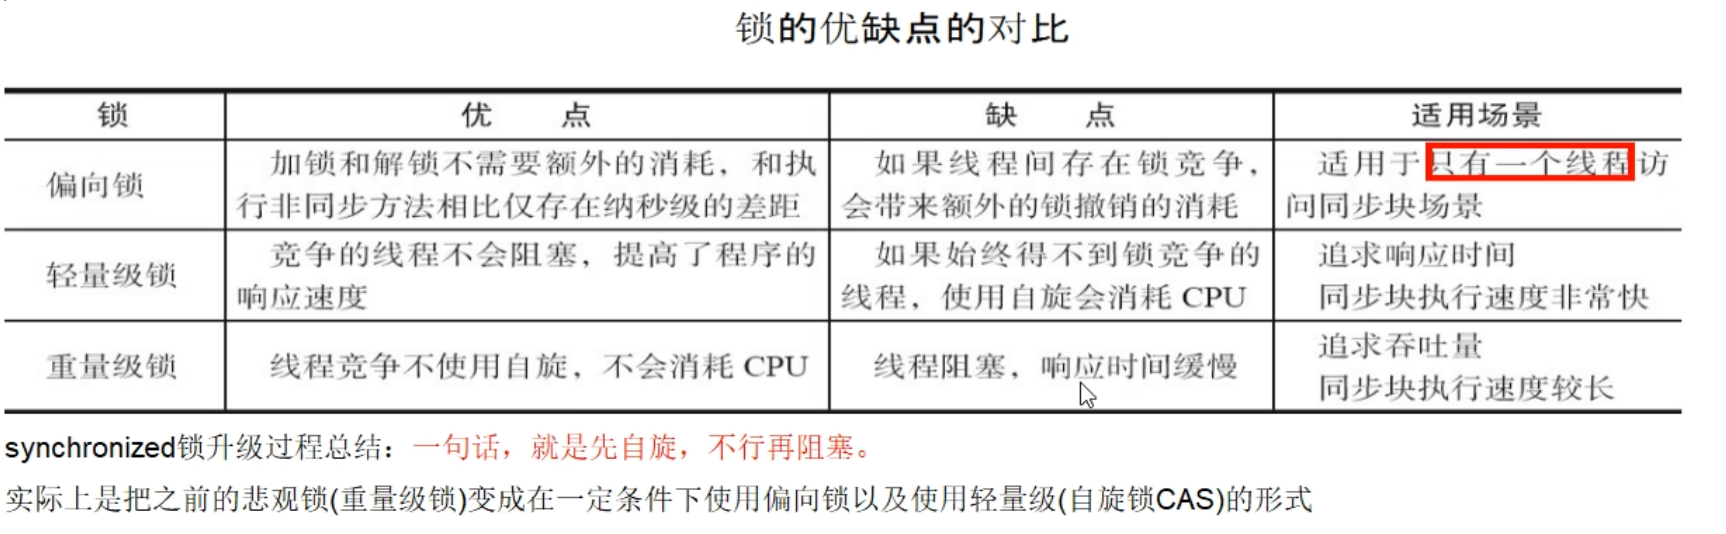 锁的优缺点的对比
锁 优 点 缺 点 适用场景
偏向锁
加锁和解锁不需要额外的消耗，和执
行非同步方法相比仅存在纳秒级的差距
如果线程间存在锁竞争，
会带来额外的锁撤销的消耗
适用于只有一个线程访
问同步块场景
轻量级锁
竞争的线程不会阻塞，提高了程序的
响应速度
如果始终得不到锁竞争的
线程，使用自旋会消耗 CPU
追求响应时间
同步块执行速度非常快
重量级锁
线程竞争不使用自旋，不会消耗 CPU
线程阻塞，响应时间缓慢
追求吞吐量
同步块执行速度较长
synchronized锁升级过程总结：一句话，就是先自旋，不行再阻塞。
实际上是把之前的悲观锁(重量级锁)变成在一定条件下使用偏向锁以及使用轻量级(自旋锁CAS)的形式